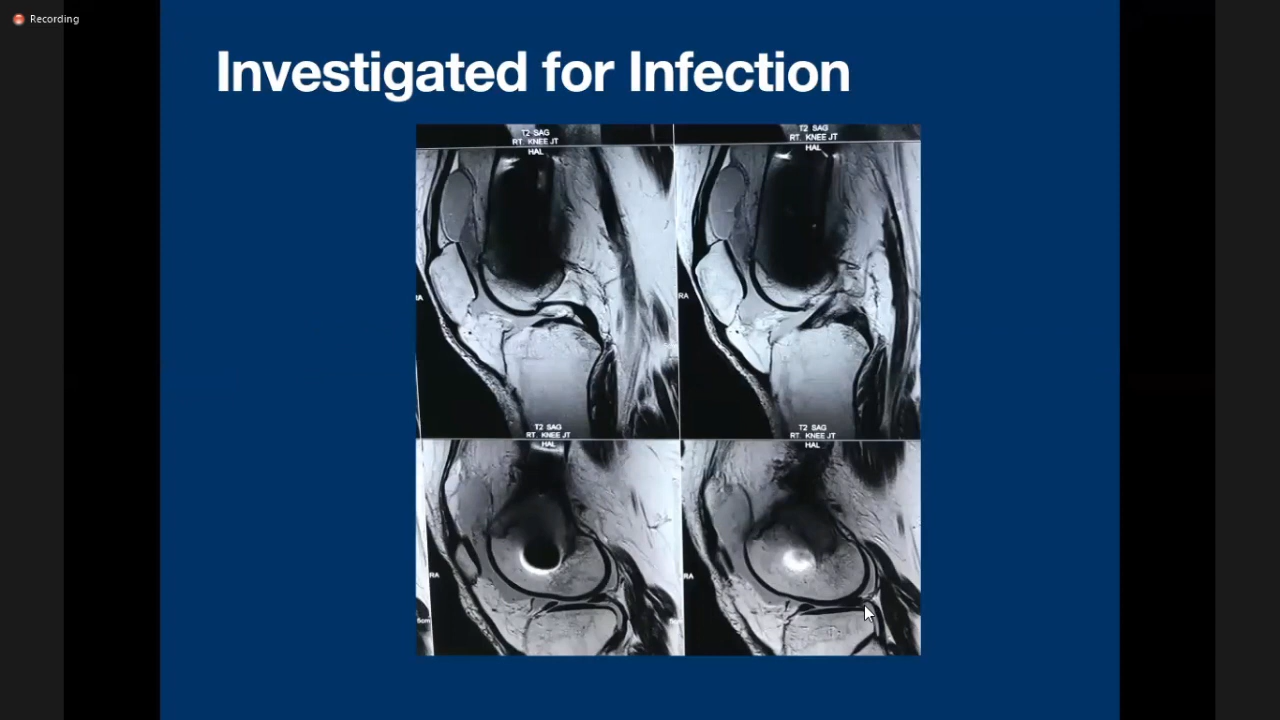 Recording
Investigated for Infection
T2 SAG
RT. KNEE JT
HAL
T2 SAG
RT. KNEE JT
HAL
RA
RA
T2 SAG
RT. KNEE JT
HAL
T2 SAG
RT. KNEE JT
HAL
RA
RA